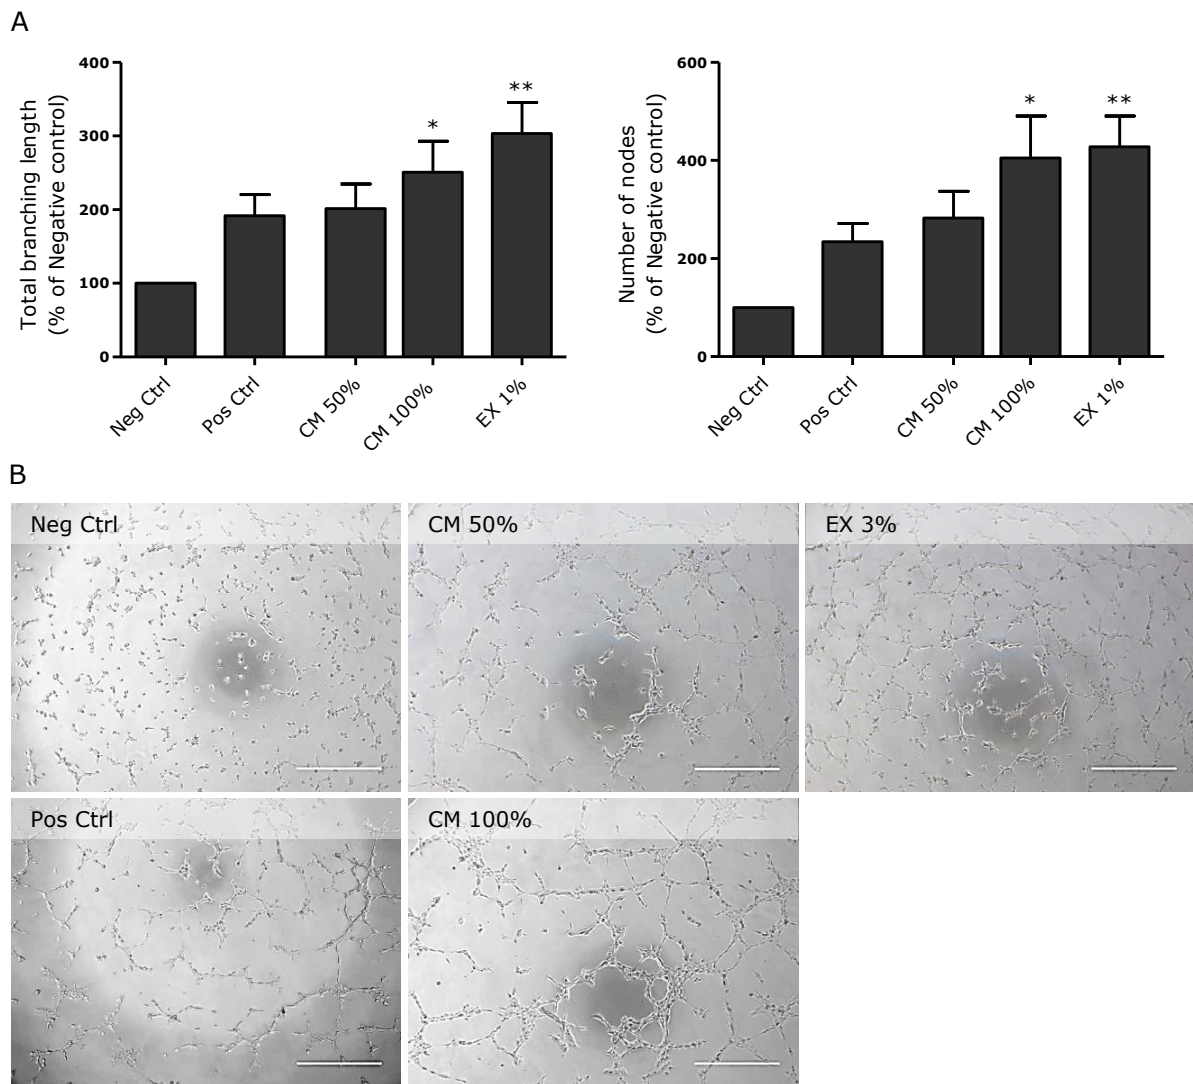 A
Total branching length
(% of Negative control)
400
300
200
100
0
*
**
Neg Ctrl
Pos Ctrl
CM 50%
CM 100%
EX 1%
Number of nodes
(% of Negative control)
600
400
200
0
*
**
Neg Ctrl
Pos Ctrl
CM 50%
CM 100%
EX 1%
B
Neg Ctrl
CM 50%
EX 3%
Pos Ctrl
CM 100%